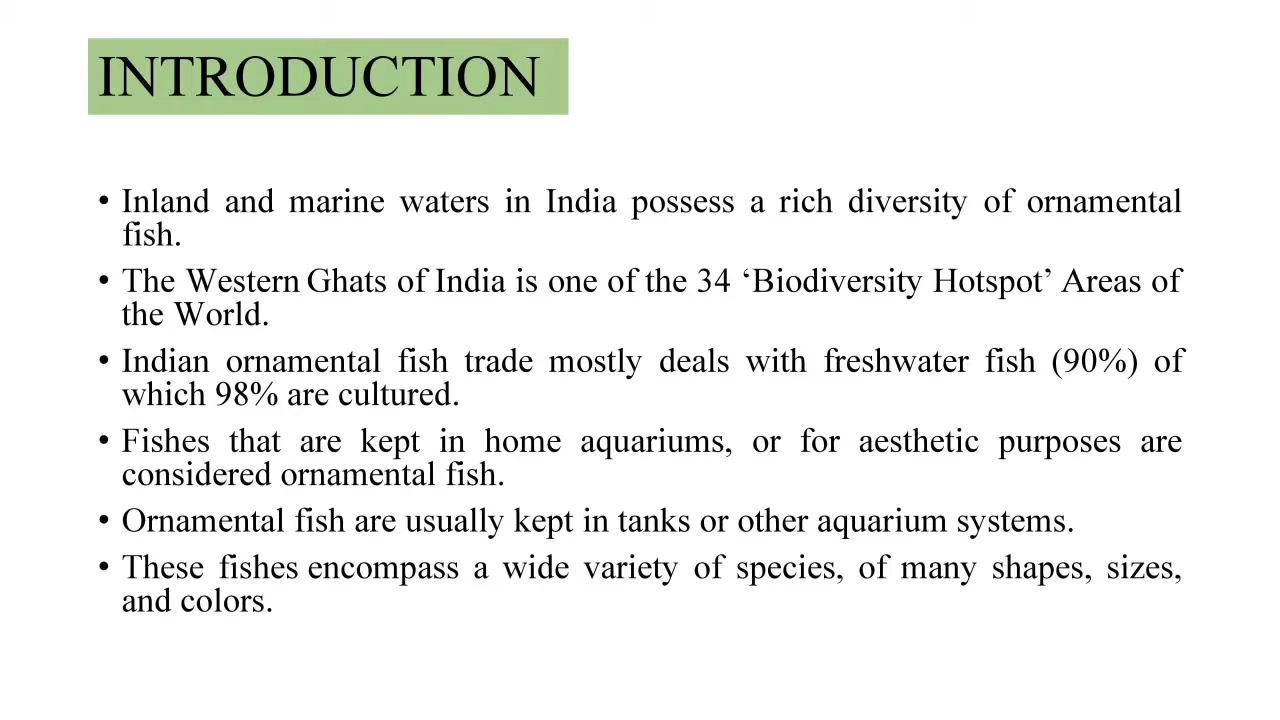 INTRODUCTION
• Inland and marine waters in India possess a rich diversity of ornamental
fish.
• The Western Ghats of India is one of the 34 ‘Biodiversity Hotspot’ Areas of
the World.
• Indian ornamental fish trade mostly deals with freshwater fish (90%) of
which 98% are cultured.
• Fishes that are kept in home aquariums, or for aesthetic purposes are
considered ornamental fish.
• Ornamental fish are usually kept in tanks or other aquarium systems.
• These fishes encompass a wide variety of species, of many shapes, sizes,
and colors.